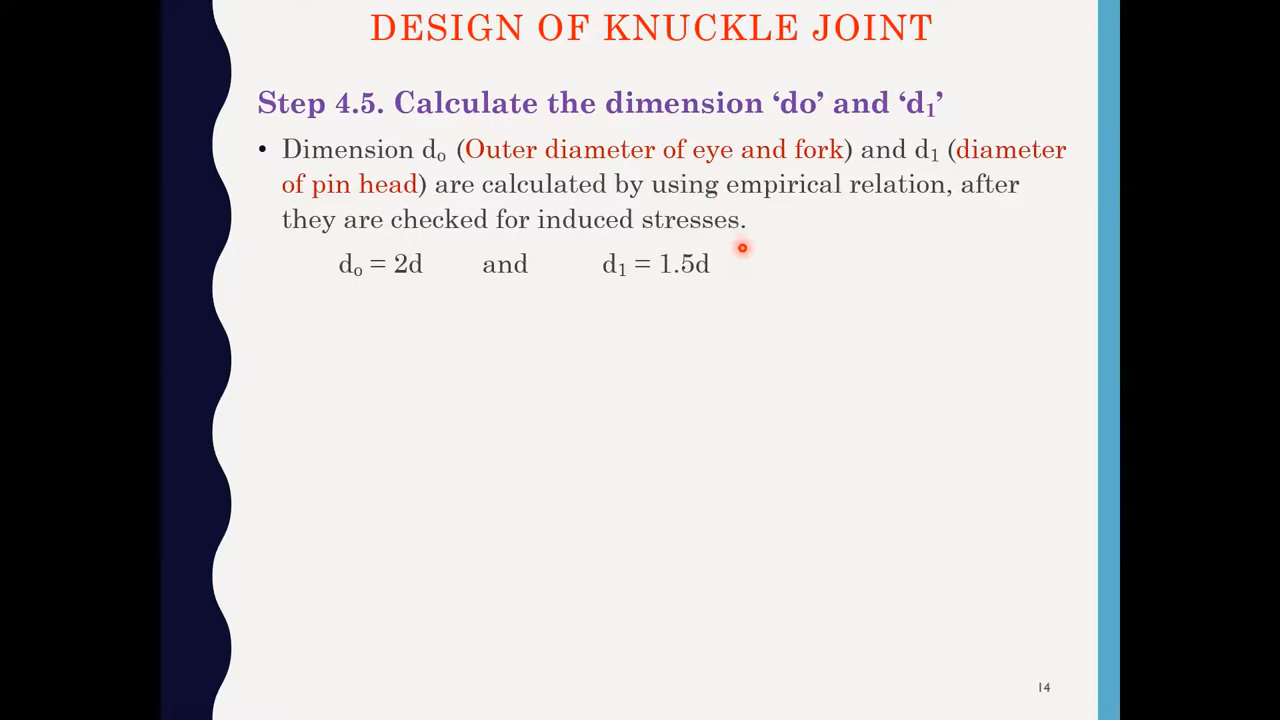 DESIGN OF KNUCKLE JOINT
Step 4.5. Calculate the dimension ‘do’ and ‘d₁’
• Dimension dₒ (Outer diameter of eye and fork) and d₁ (diameter
of pin head) are calculated by using empirical relation, after
they are checked for induced stresses.
dₒ = 2d and d₁ = 1.5d
14